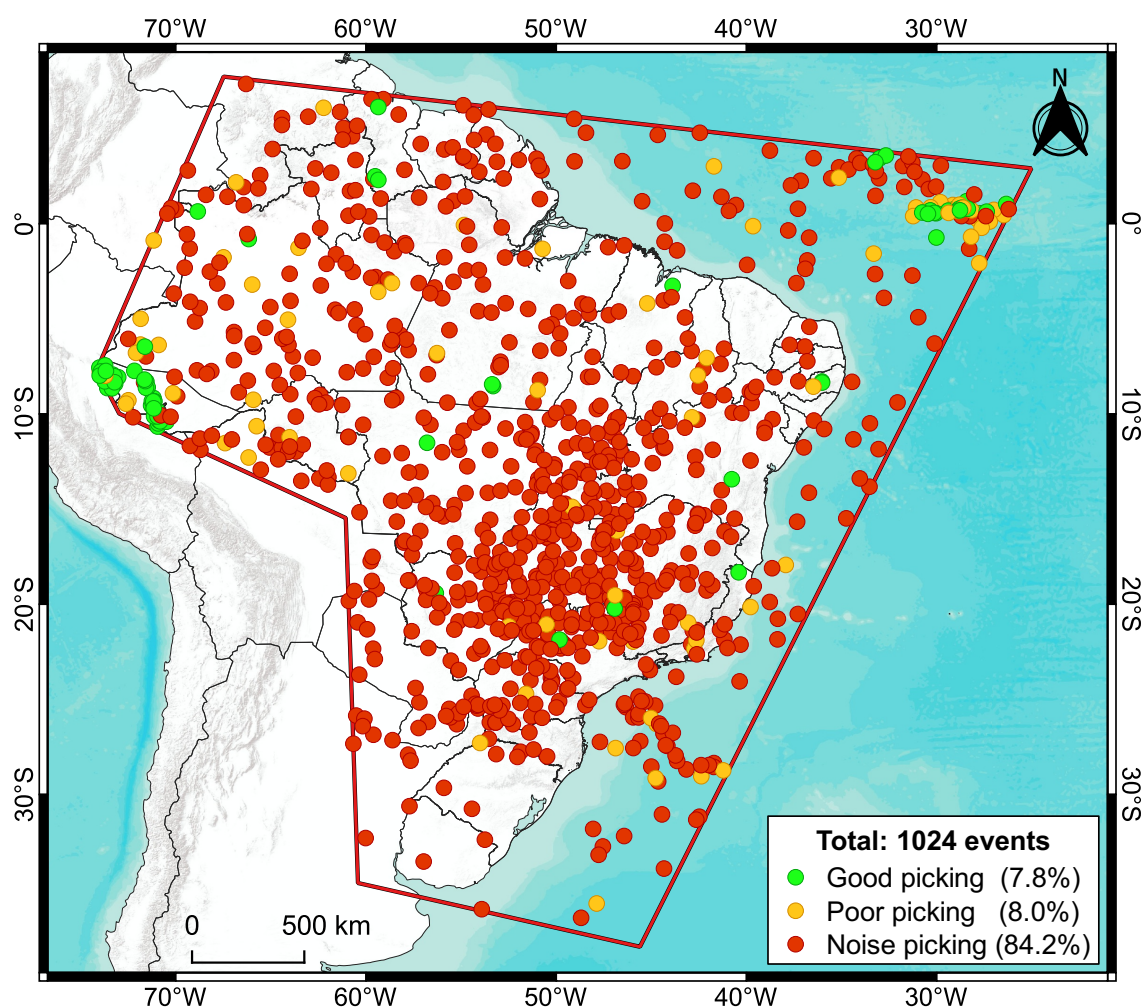 70°W 60°W 50°W 40°W 30°W
N
0°
0°
10°S
10°S
20°S
20°S
30°S
30°S
0 500 km
Total: 1024 events
Good picking (7.8%)
Poor picking (8.0%)
Noise picking (84.2%)
70°W 60°W 50°W 40°W 30°W